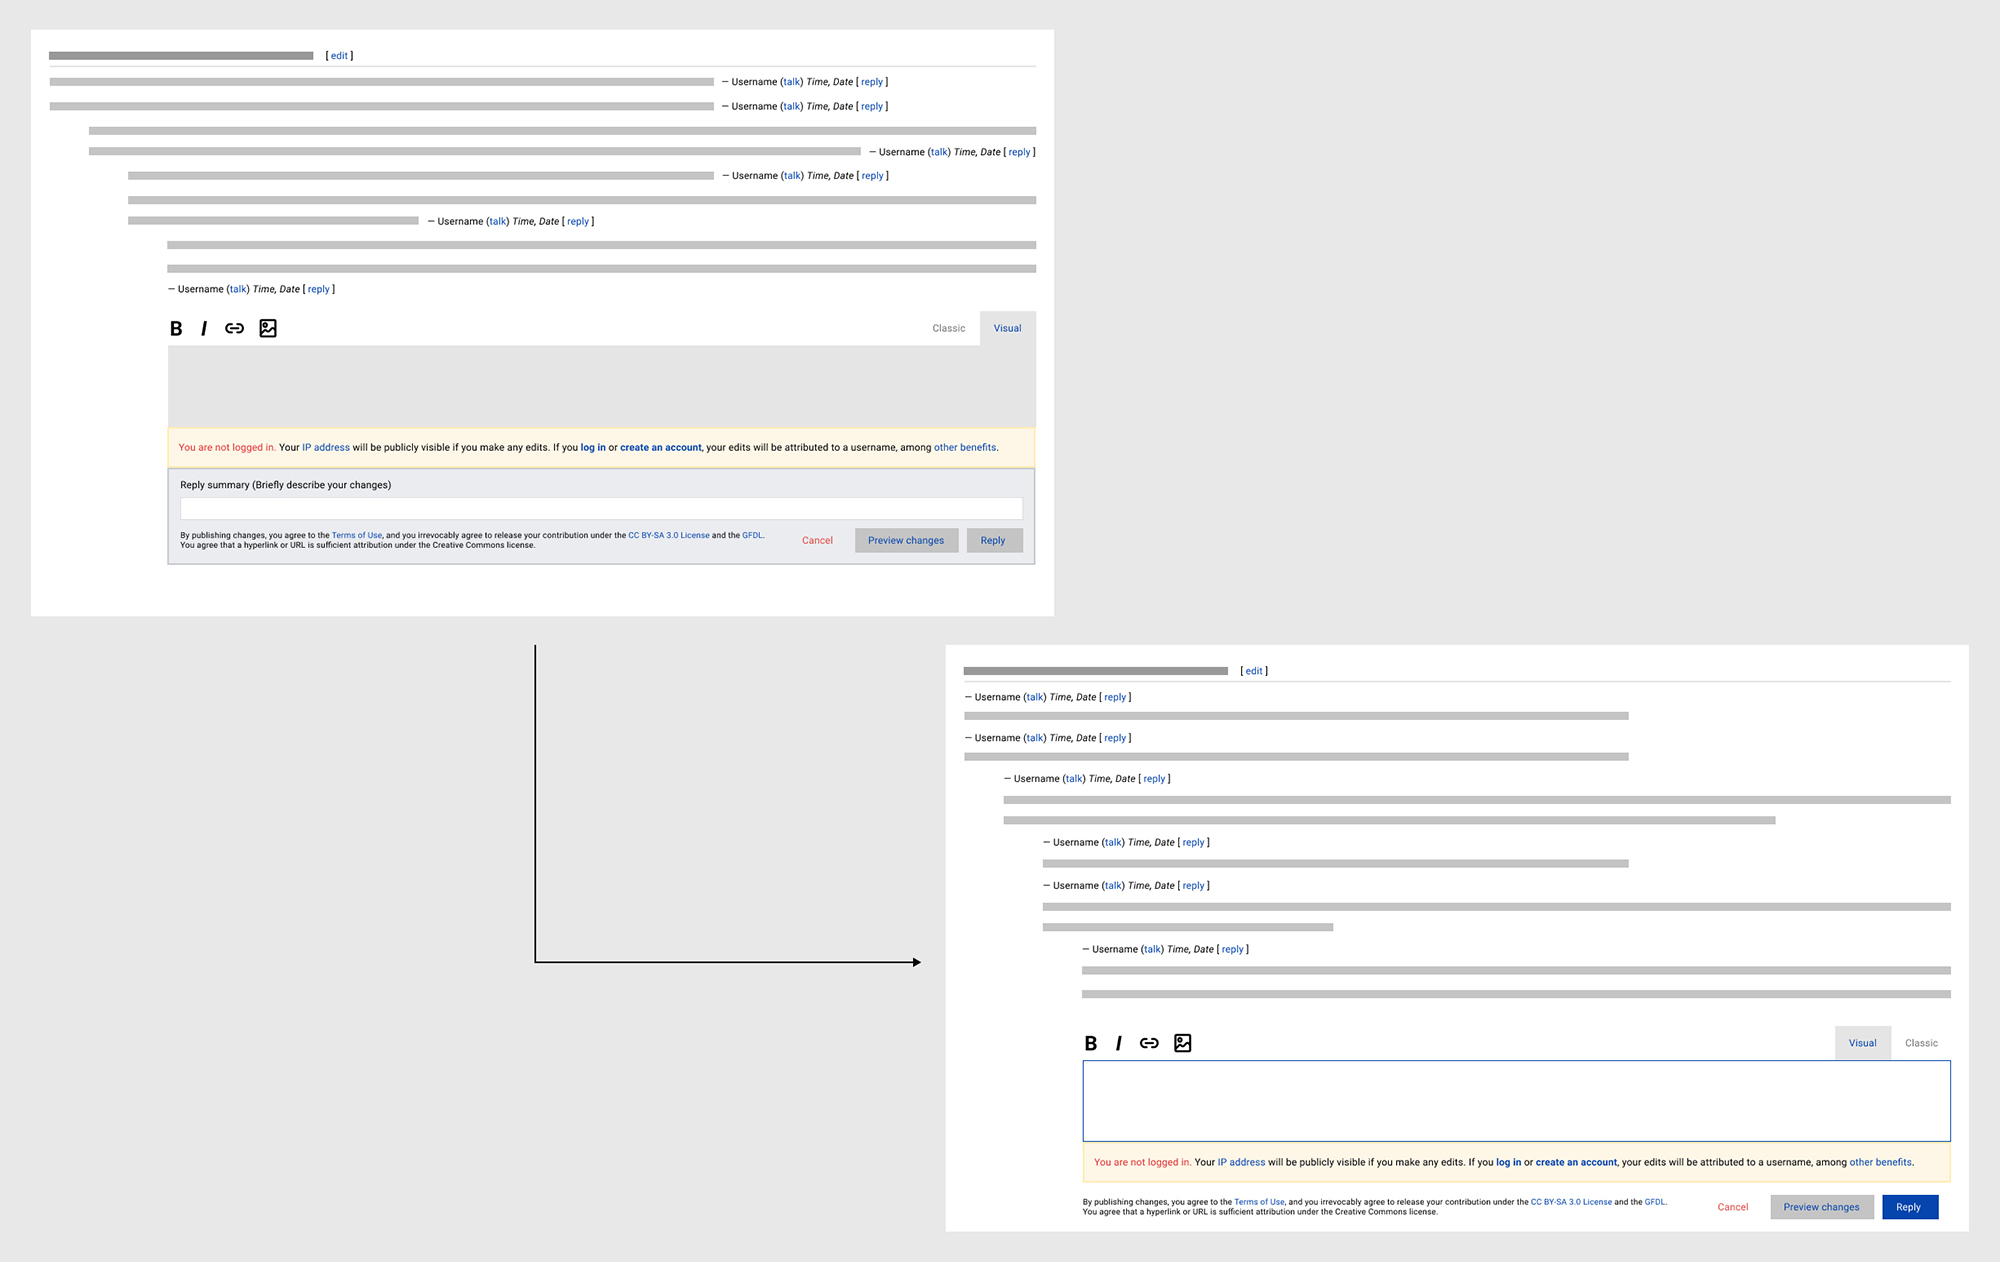 [ edit ]
— Username (talk) Time, Date [ reply ]
— Username (talk) Time, Date [ reply ]
— Username (talk) Time, Date [ reply ]
— Username (talk) Time, Date [ reply ]
— Username (talk) Time, Date [ reply ]
— Username (talk) Time, Date [ reply ]
B I Classic Visual
You are not logged in. Your IP address will be publicly visible if you make any edits. If you log in or create an account, your edits will be attributed to a username, among other benefits.
Reply summary (Briefly describe your changes)
By publishing changes, you agree to the Terms of Use, and you irrevocably agree to release your contribution under the CC BY-SA 3.0 License and the GFDL.
You agree that a hyperlink or URL is sufficient attribution under the Creative Commons license.
Cancel Preview changes Reply
[ edit ]
— Username (talk) Time, Date [ reply ]
— Username (talk) Time, Date [ reply ]
— Username (talk) Time, Date [ reply ]
— Username (talk) Time, Date [ reply ]
— Username (talk) Time, Date [ reply ]
— Username (talk) Time, Date [ reply ]
B I Visual Classic
You are not logged in. Your IP address will be publicly visible if you make any edits. If you log in or create an account, your edits will be attributed to a username, among other benefits.
By publishing changes, you agree to the Terms of Use, and you irrevocably agree to release your contribution under the CC BY-SA 3.0 License and the GFDL.
You agree that a hyperlink or URL is sufficient attribution under the Creative Commons license.
Cancel Preview changes Reply